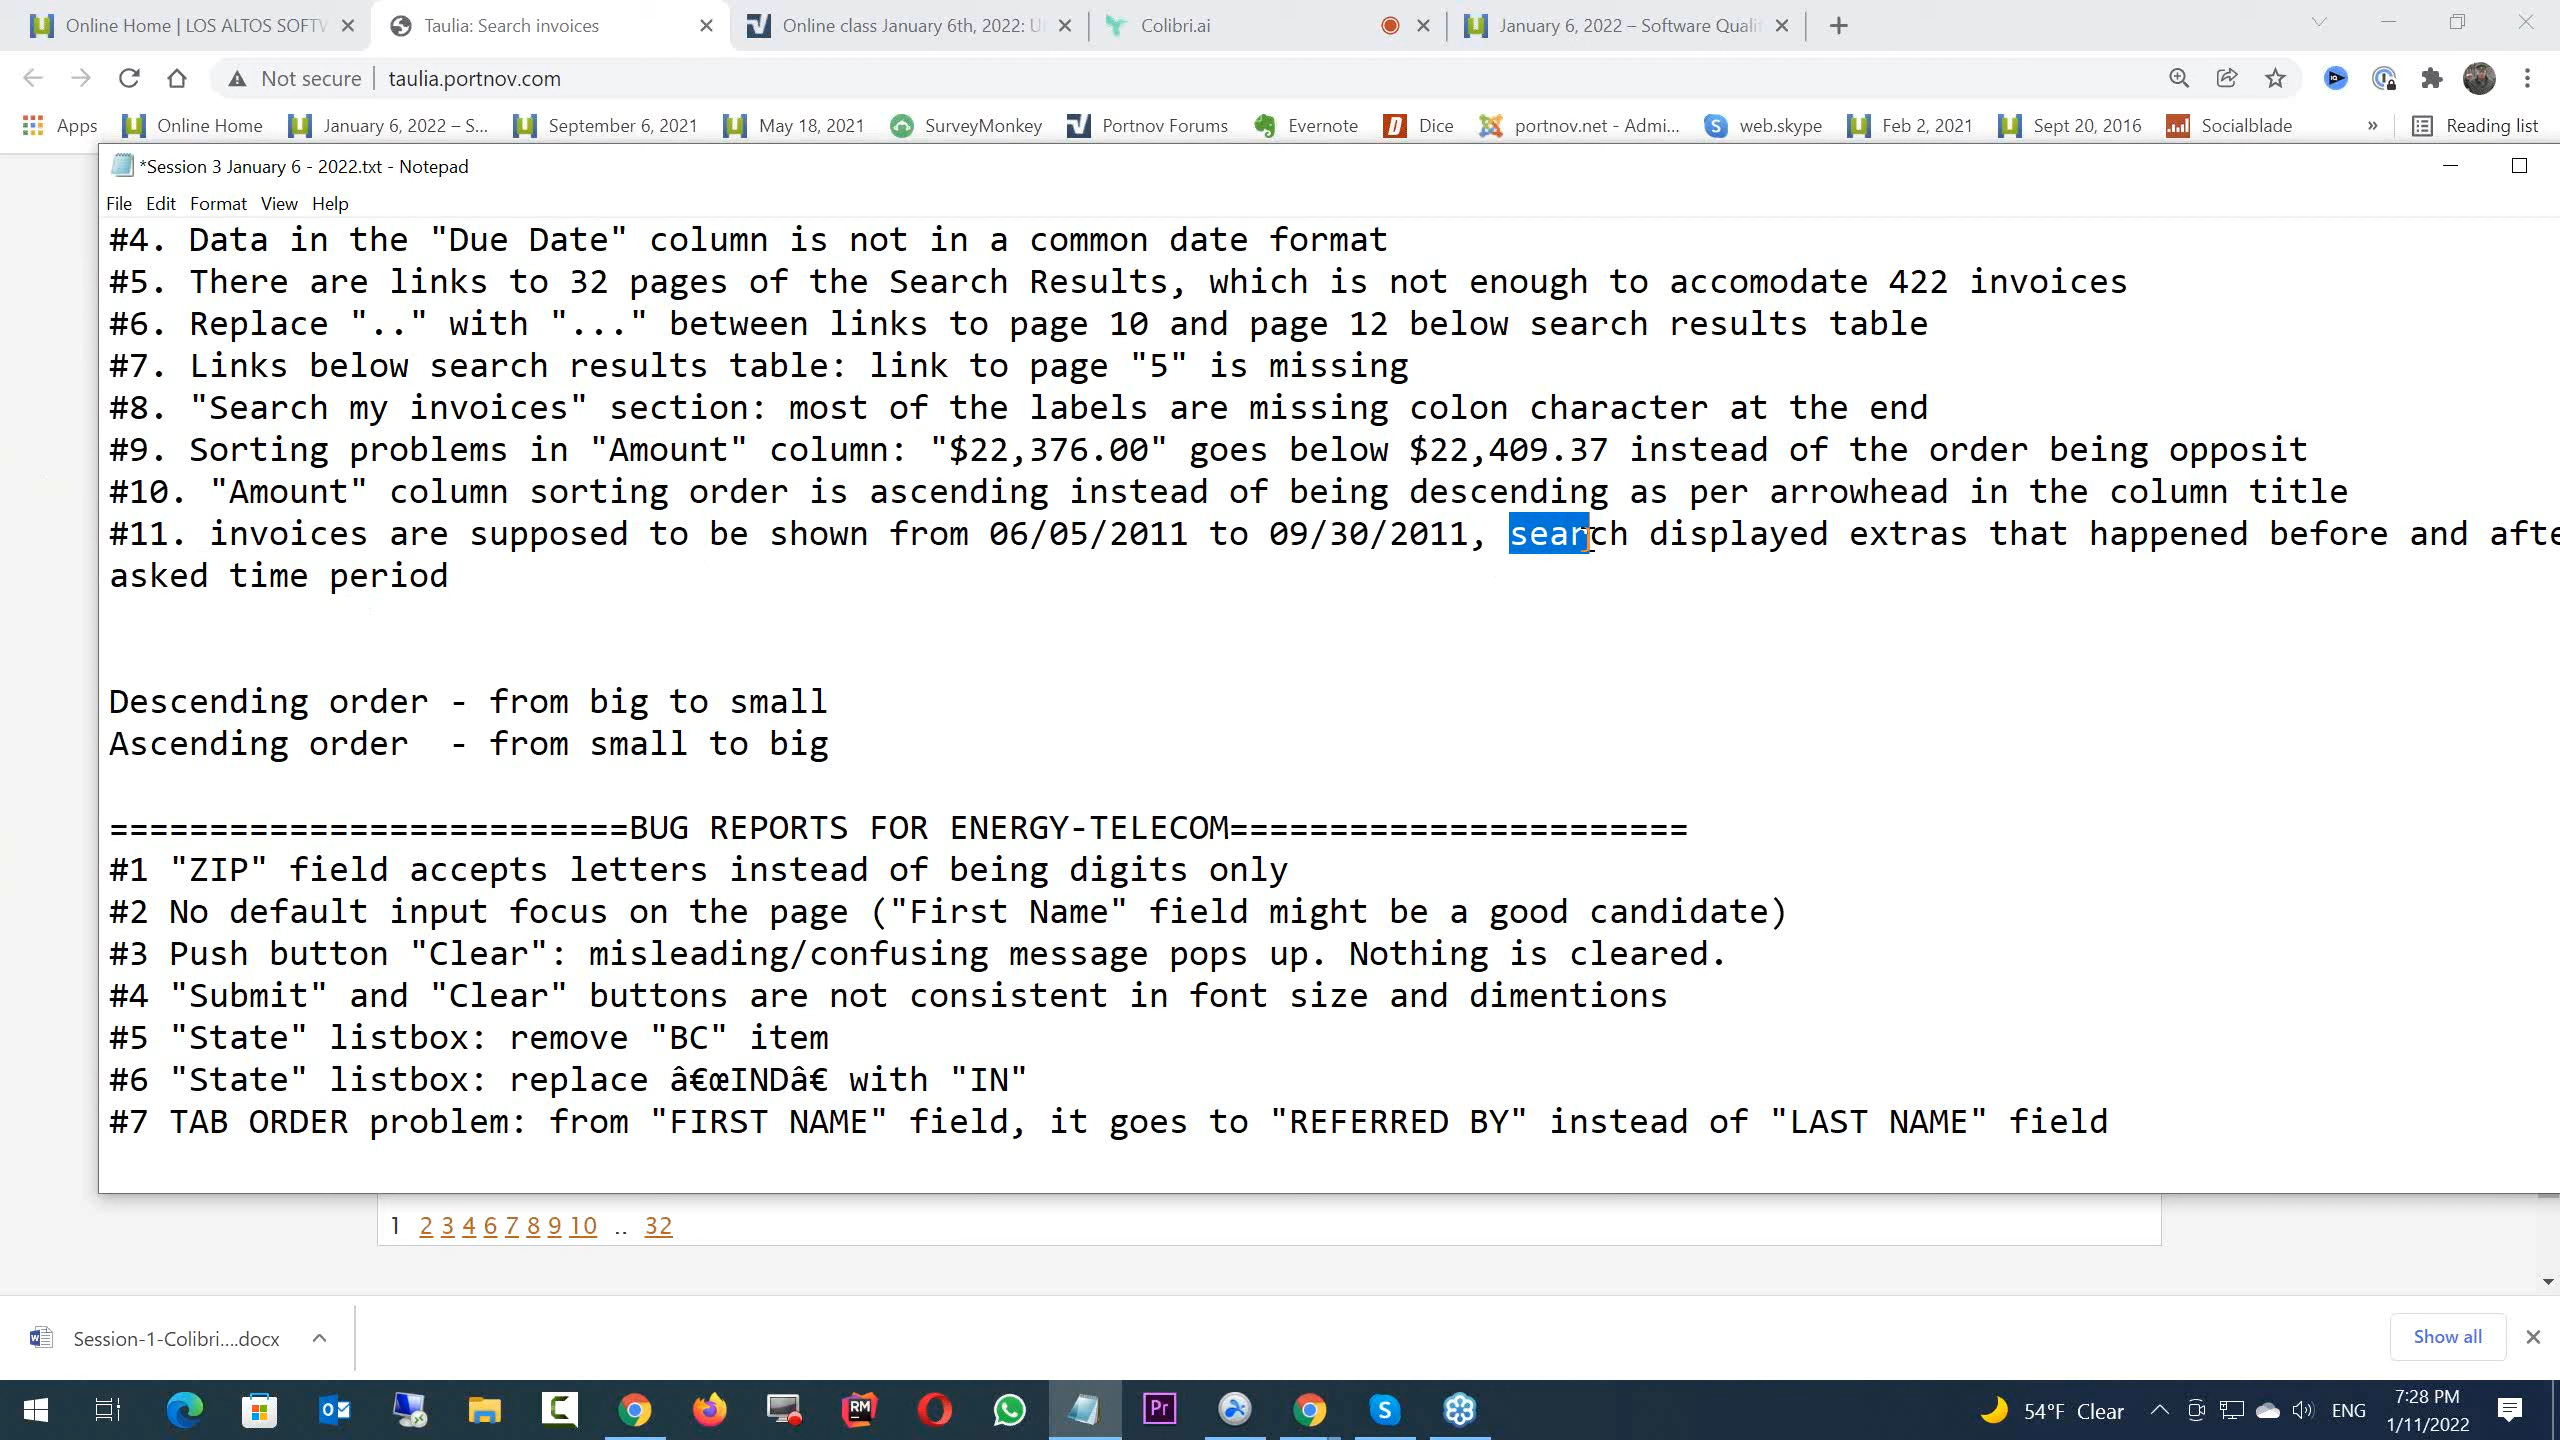 Online Home | LOS ALTOS SOFTW
Taulia: Search invoices
Online class January 6th, 2022: U
Colibri.ai
January 6, 2022 – Software Quali
Not secure
taulia.portnov.com
Apps
Online Home
January 6, 2022 – S...
September 6, 2021
May 18, 2021
SurveyMonkey
Portnov Forums
Evernote
Dice
portnov.net - Admi...
web.skype
Feb 2, 2021
Sept 20, 2016
Socialblade
»
Reading list
*Session 3 January 6 - 2022.txt - Notepad
File Edit Format View Help
#4. Data in the "Due Date" column is not in a common date format
#5. There are links to 32 pages of the Search Results, which is not enough to accomodate 422 invoices
#6. Replace ".." with "..." between links to page 10 and page 12 below search results table
#7. Links below search results table: link to page "5" is missing
#8. "Search my invoices" section: most of the labels are missing colon character at the end
#9. Sorting problems in "Amount" column: "$22,376.00" goes below $22,409.37 instead of the order being opposit
#10. "Amount" column sorting order is ascending instead of being descending as per arrowhead in the column title
#11. invoices are supposed to be shown from 06/05/2011 to 09/30/2011, search displayed extras that happened before and afte
asked time period
Descending order - from big to small
Ascending order  - from small to big
==========================BUG REPORTS FOR ENERGY-TELECOM=======================
#1 "ZIP" field accepts letters instead of being digits only
#2 No default input focus on the page ("First Name" field might be a good candidate)
#3 Push button "Clear": misleading/confusing message pops up. Nothing is cleared.
#4 "Submit" and "Clear" buttons are not consistent in font size and dimentions
#5 "State" listbox: remove "BC" item
#6 "State" listbox: replace â€œINDâ€ with "IN"
#7 TAB ORDER problem: from "FIRST NAME" field, it goes to "REFERRED BY" instead of "LAST NAME" field
1 2 3 4 6 7 8 9 10 .. 32
Session-1-Colibri....docx
Show all
54°F Clear
ENG
7:28 PM
1/11/2022